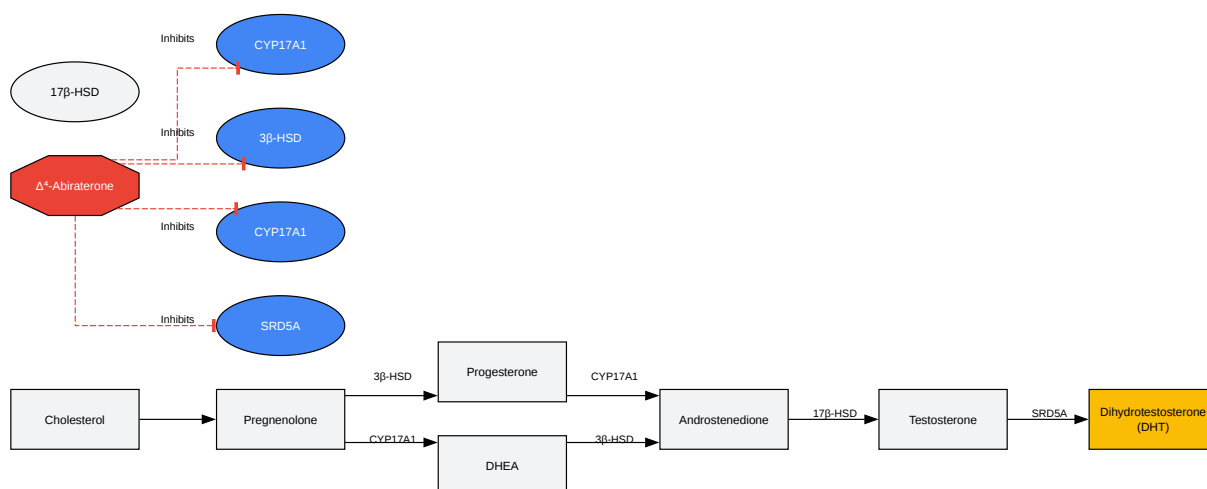 Inhibits
CYP17A1
17β-HSD
Inhibits
3β-HSD
Δ⁴-Abiraterone
CYP17A1
Inhibits
Inhibits
SRD5A
Cholesterol
Pregnenolone
3β-HSD
CYP17A1
Progesterone
DHEA
CYP17A1
3β-HSD
Androstenedione
17β-HSD
Testosterone
SRD5A
Dihydrotestosterone
(DHT)